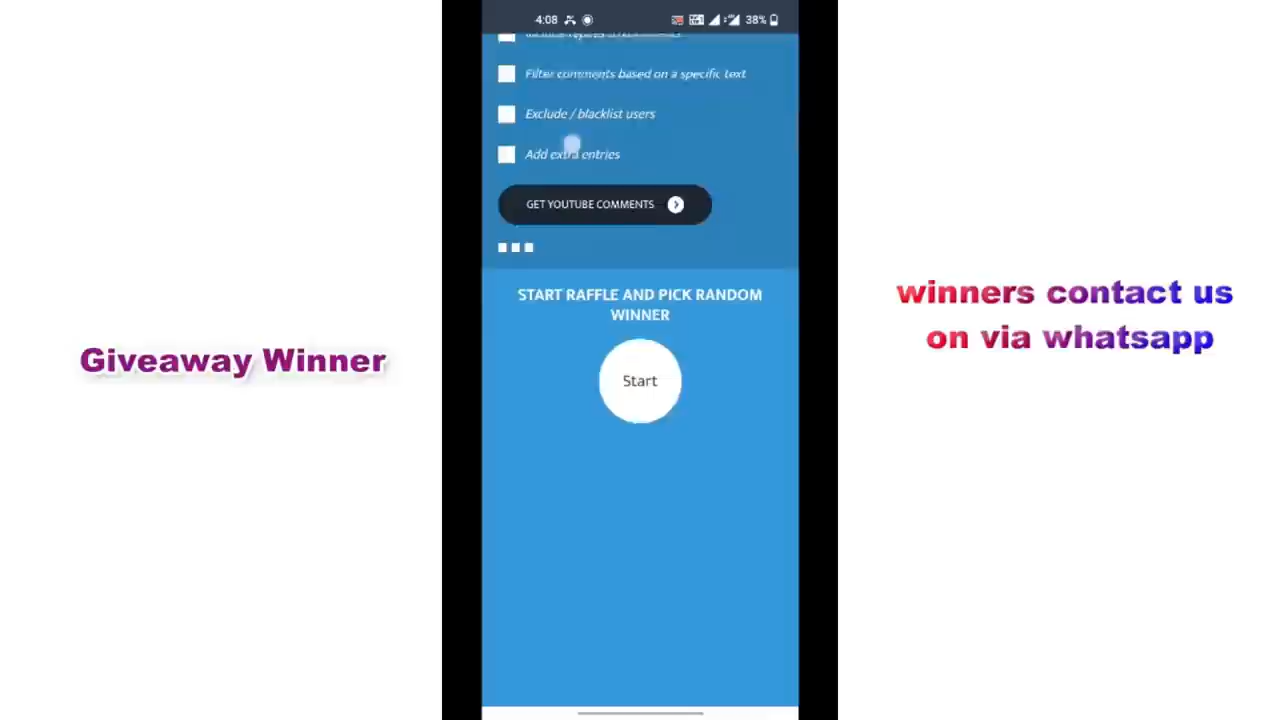 4:08
38%
Filter comments based on a specific text
Exclude / blacklist users
Add extra entries
GET YOUTUBE COMMENTS
START RAFFLE AND PICK RANDOM
WINNER
Start
Giveaway Winner
winners contact us
on via whatsapp